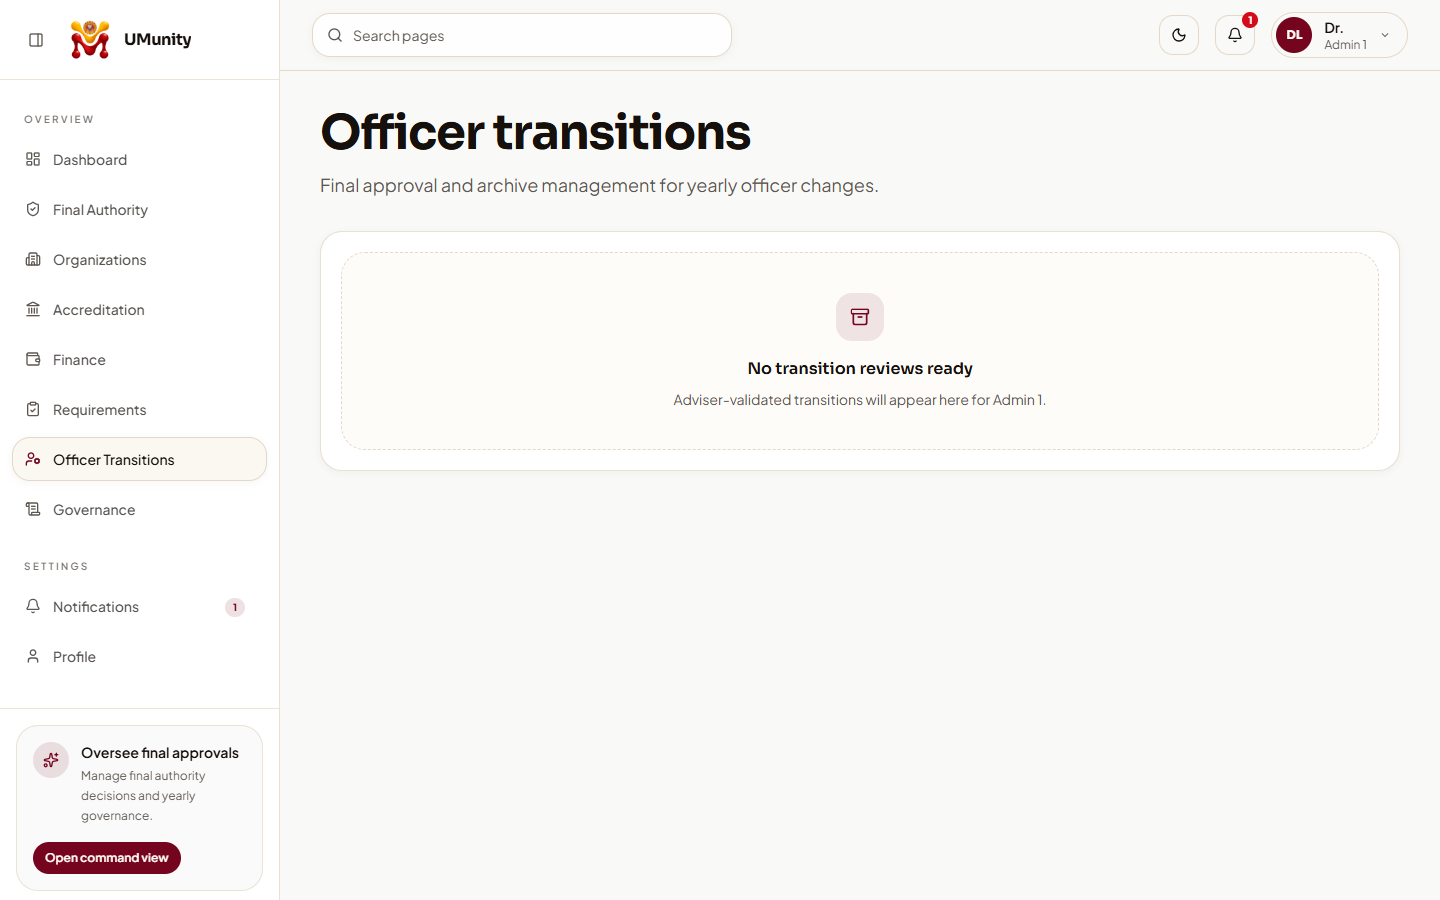 UMunity
Search pages
1
DL
Dr.
Admin 1
OVERVIEW
Dashboard
Final Authority
Organizations
Accreditation
Finance
Requirements
Officer Transitions
Governance
SETTINGS
Notifications
1
Profile
Oversee final approvals
Manage final authority
decisions and yearly
governance.
Open command view
Officer transitions
Final approval and archive management for yearly officer changes.
No transition reviews ready
Adviser-validated transitions will appear here for Admin 1.